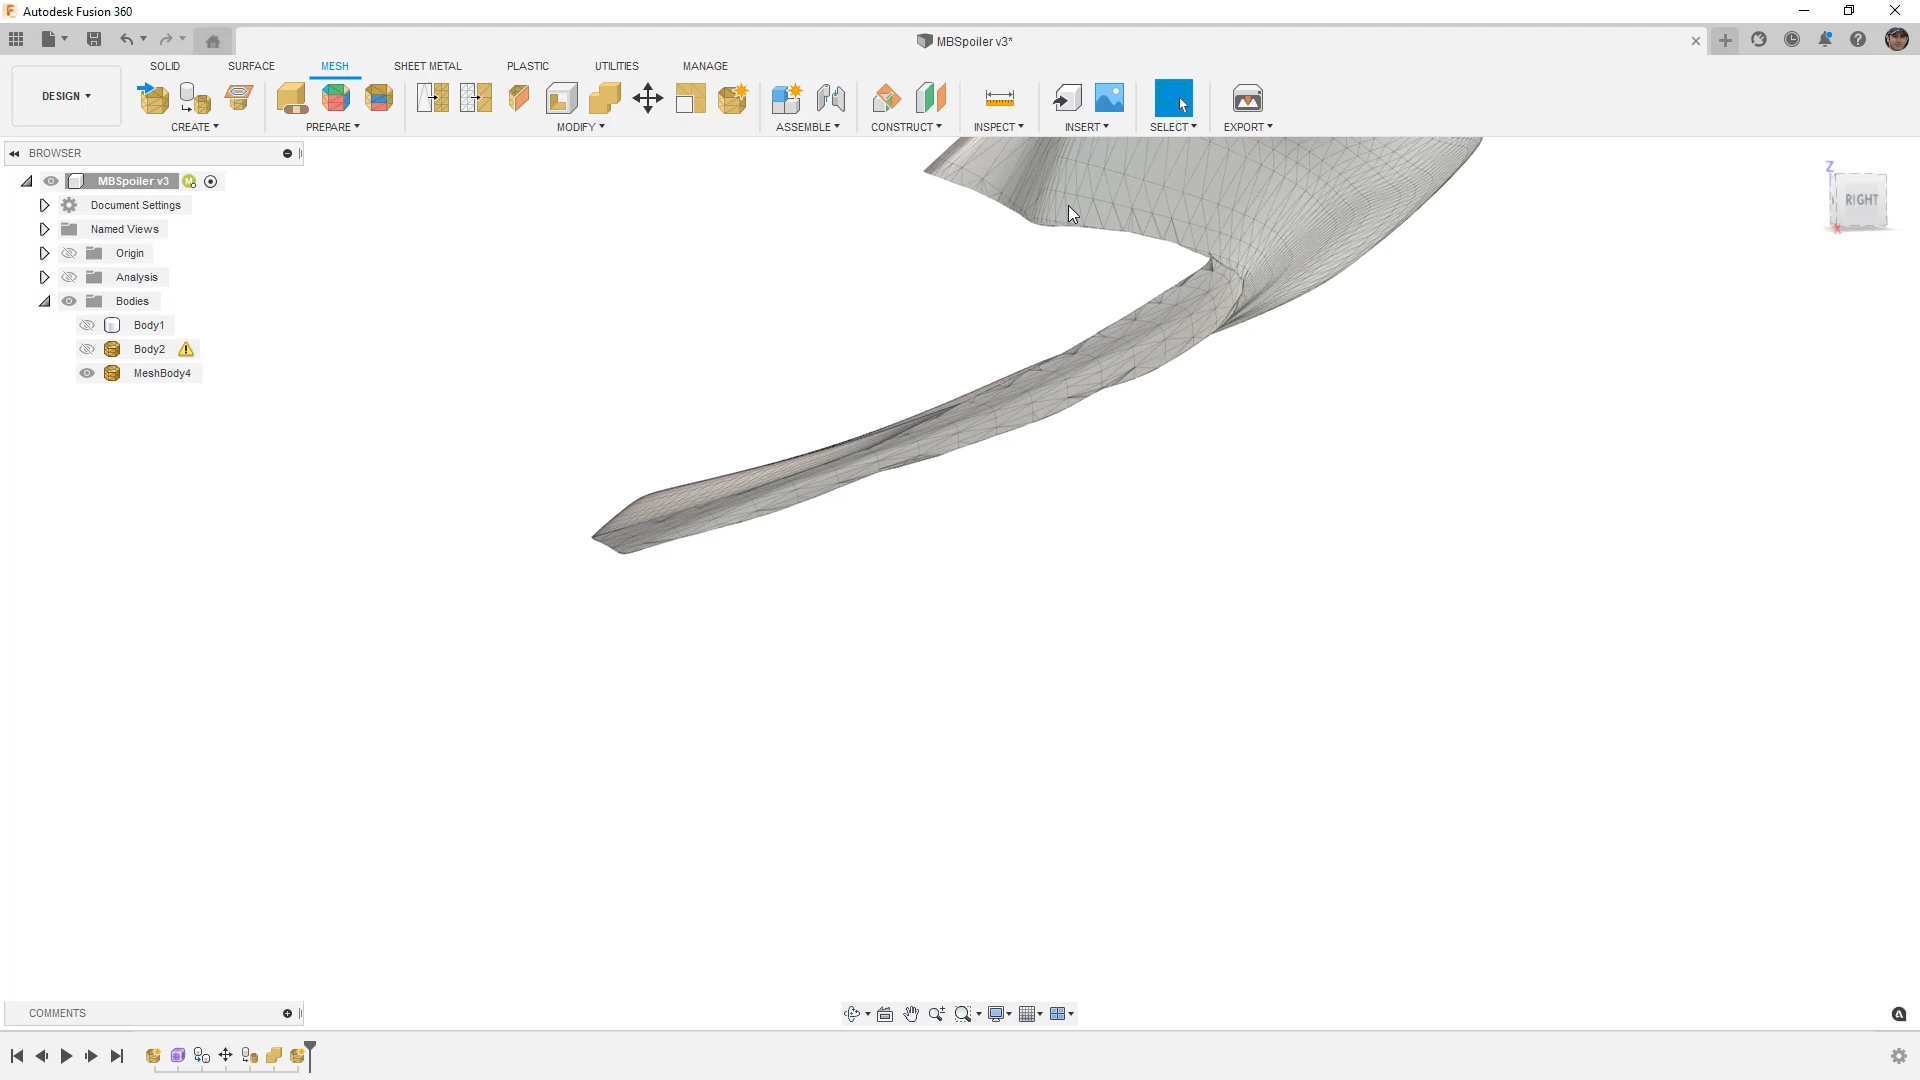 Autodesk Fusion 360
MBSpoiler v3*
SOLID SURFACE MESH SHEET METAL PLASTIC UTILITIES MANAGE
DESIGN
CREATE PREPARE MODIFY ASSEMBLE CONSTRUCT INSPECT INSERT SELECT EXPORT
BROWSER
MBSpoiler v3
Document Settings
Named Views
Origin
Analysis
Bodies
Body1
Body2
MeshBody4
Z
RIGHT
X
COMMENTS